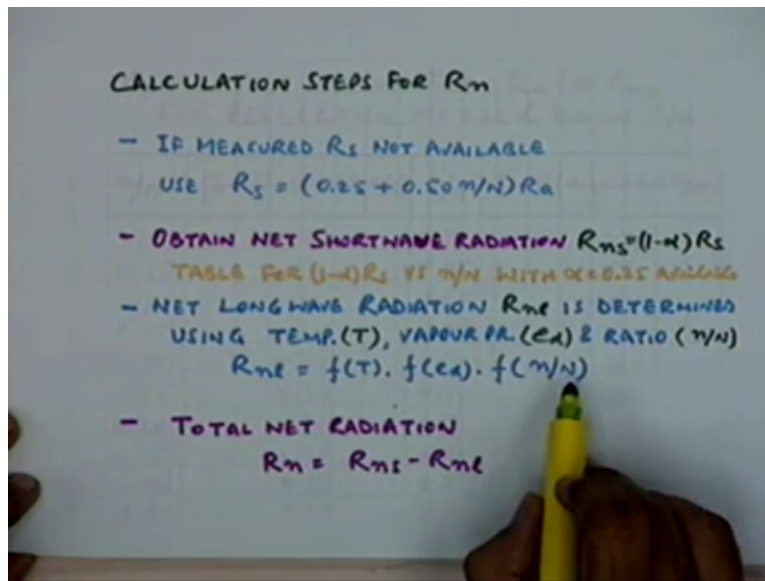 CALCULATION STEPS FOR Rn
- IF MEASURED Rs NOT AVAILABLE
USE Rs = (0.25 + 0.50 n/N) Ra
- OBTAIN NET SHORTWAVE RADIATION Rns = (1-α) Rs
TABLE FOR (1-α)Rs VS n/N WITH α = 0.25 AVAILABLE
- NET LONGWAVE RADIATION Rnl IS DETERMINED
USING TEMP.(T), VAPOUR PR.(ed) & RATIO (n/N)
Rnl = f(T). f(ed). f(n/N)
- TOTAL NET RADIATION
Rn = Rns - Rnl